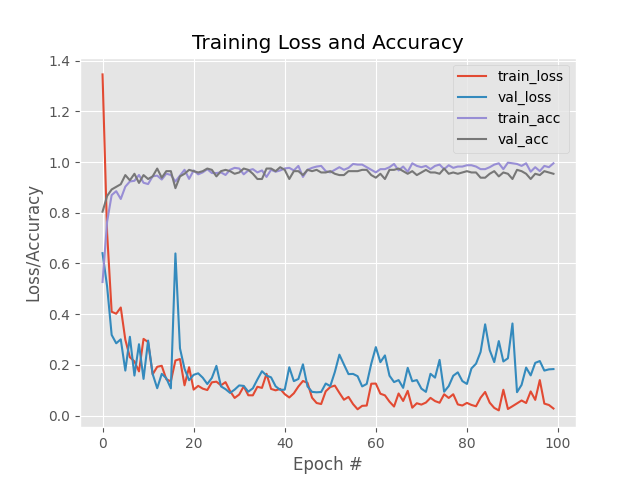 Training Loss and Accuracy
1.4
1.2
1.0
0.8
0.6
0.4
0.2
0.0
Loss/Accuracy
train_loss
val_loss
train_acc
val_acc
0 20 40 60 80 100
Epoch #